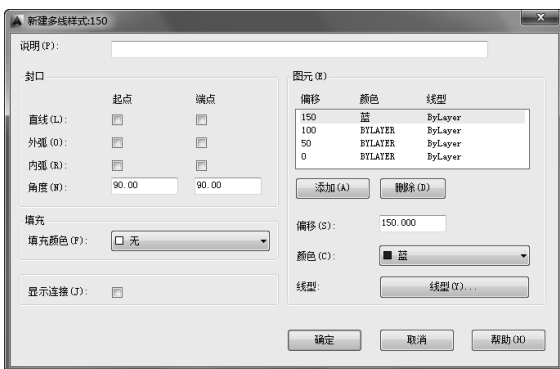 新建多线样式:150
说明(P):
封口
起点 端点
直线(L):
外弧(O):
内弧(R):
角度(N): 90.00 90.00
填充
填充颜色(F): 无
显示连接(J):
图元(E)
偏移 颜色 线型
150 蓝 ByLayer
100 BYLAYER ByLayer
50 BYLAYER ByLayer
0 BYLAYER ByLayer
添加(A) 删除(D)
偏移(S): 150.000
颜色(C): 蓝
线型: 线型(Y)...
确定 取消 帮助(H)